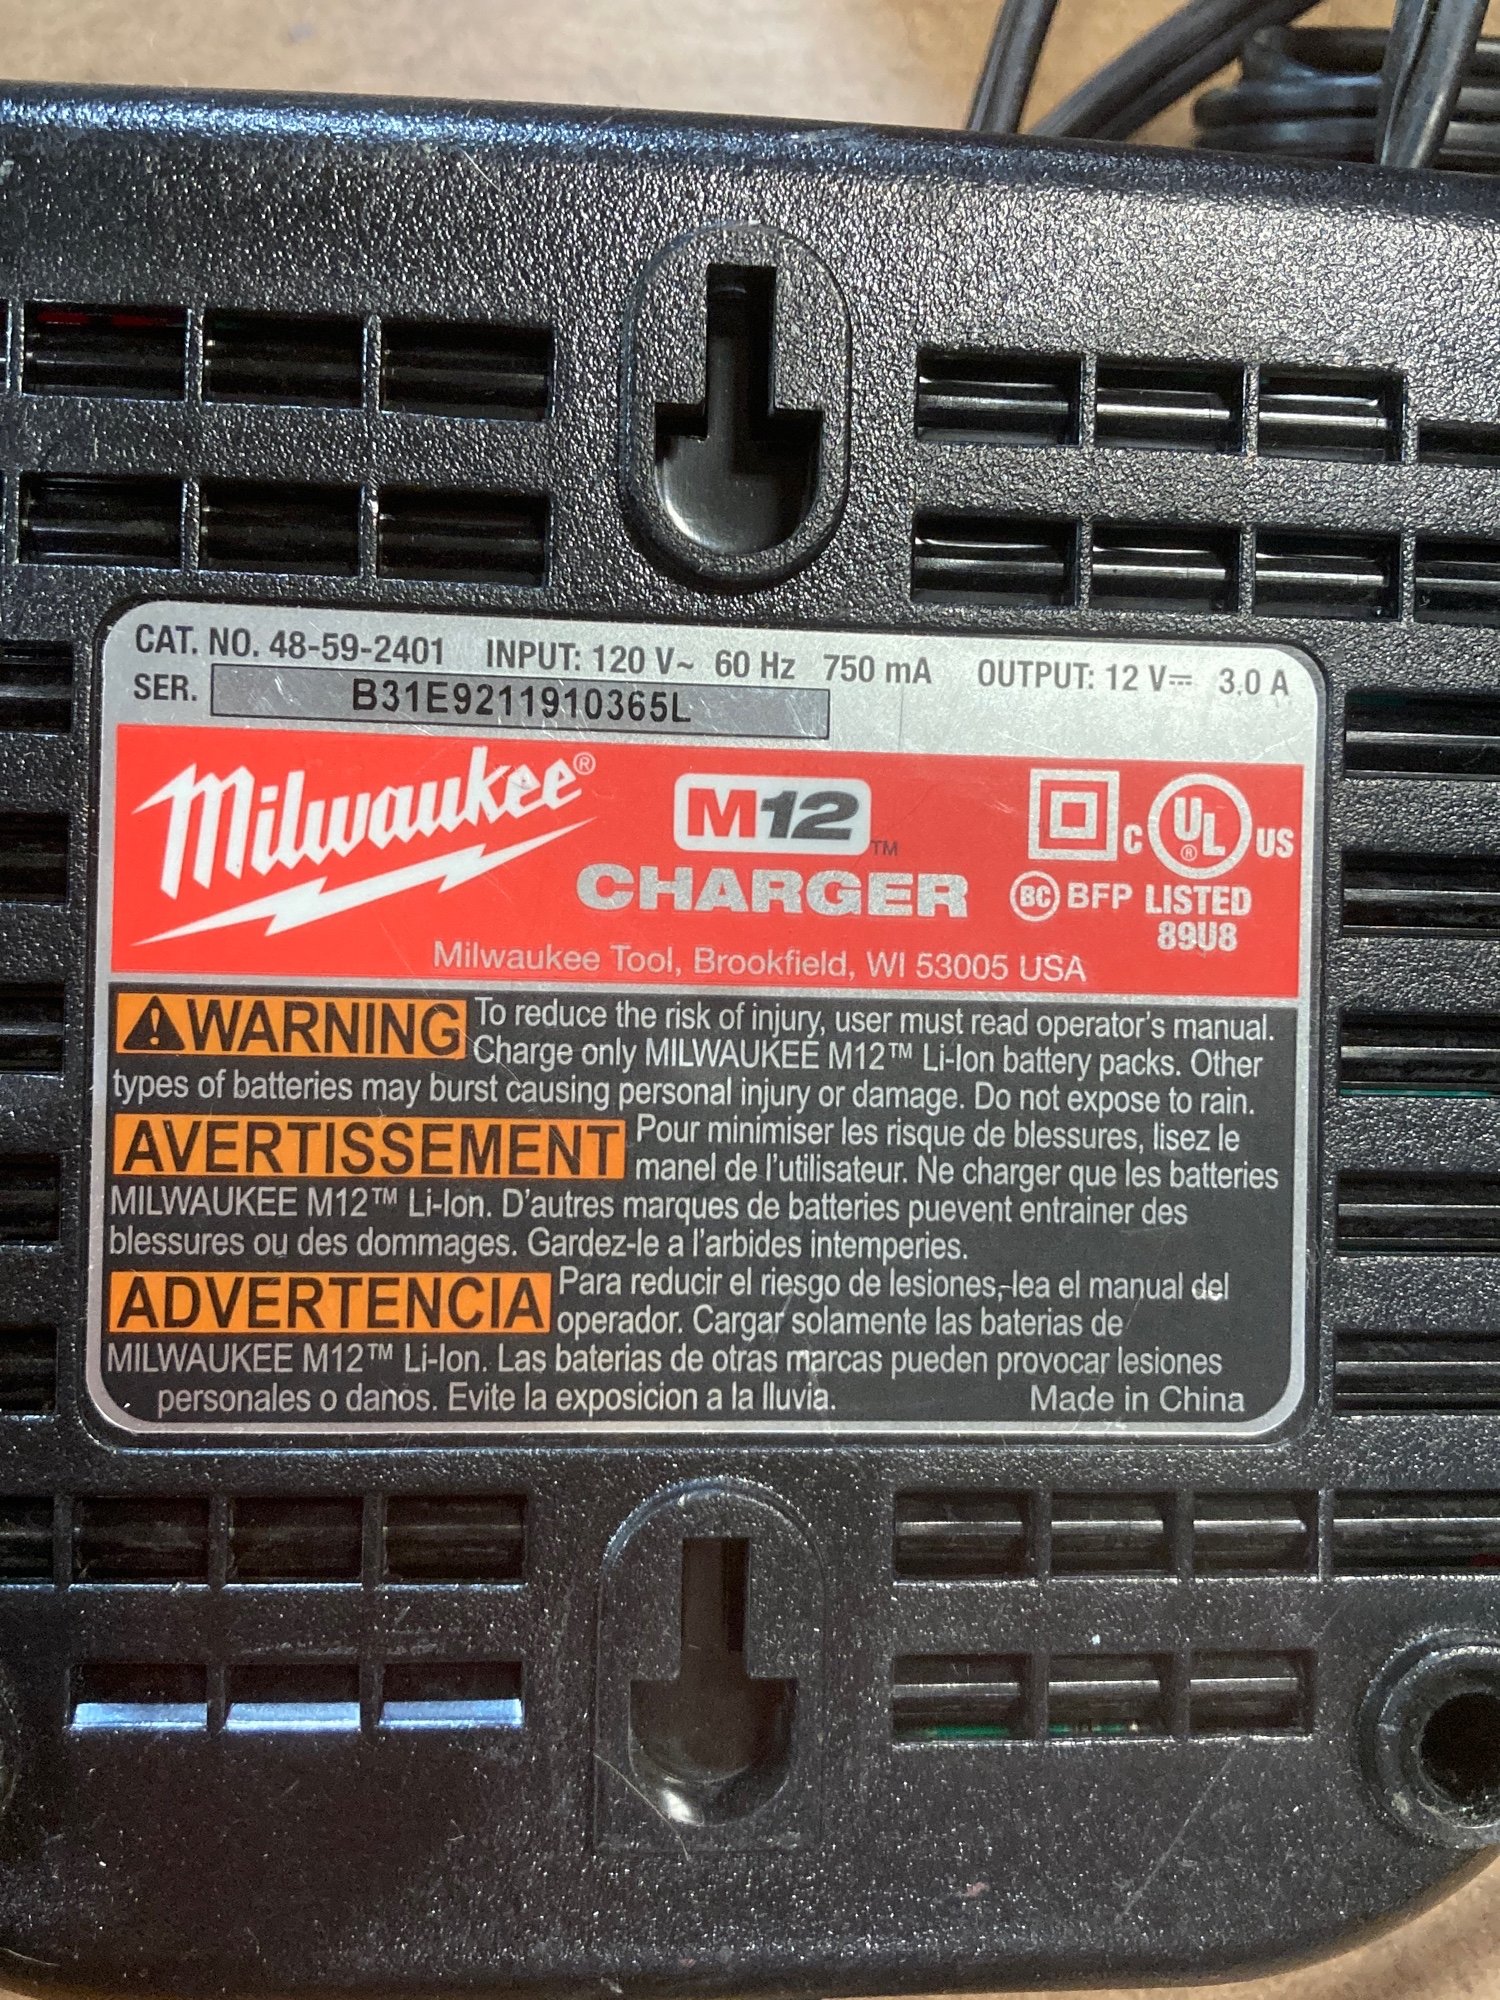 CAT. NO. 48-59-2401 INPUT: 120 V~ 60 Hz 750 mA OUTPUT: 12 V⎓ 3.0 A
SER. B31E9211910365L
Milwaukee®
M12™
CHARGER
C UL® US
BC BFP LISTED
89U8
Milwaukee Tool, Brookfield, WI 53005 USA
⚠WARNING To reduce the risk of injury, user must read operator's manual.
Charge only MILWAUKEE M12™ Li-Ion battery packs. Other
types of batteries may burst causing personal injury or damage. Do not expose to rain.
AVERTISSEMENT Pour minimiser les risque de blessures, lisez le
manel de l'utilisateur. Ne charger que les batteries
MILWAUKEE M12™ Li-Ion. D'autres marques de batteries puevent entrainer des
blessures ou des dommages. Gardez-le a l'arbides intemperies.
ADVERTENCIA Para reducir el riesgo de lesiones, lea el manual del
operador. Cargar solamente las baterias de
MILWAUKEE M12™ Li-Ion. Las baterias de otras marcas pueden provocar lesiones
personales o danos. Evite la exposicion a la lluvia. Made in China